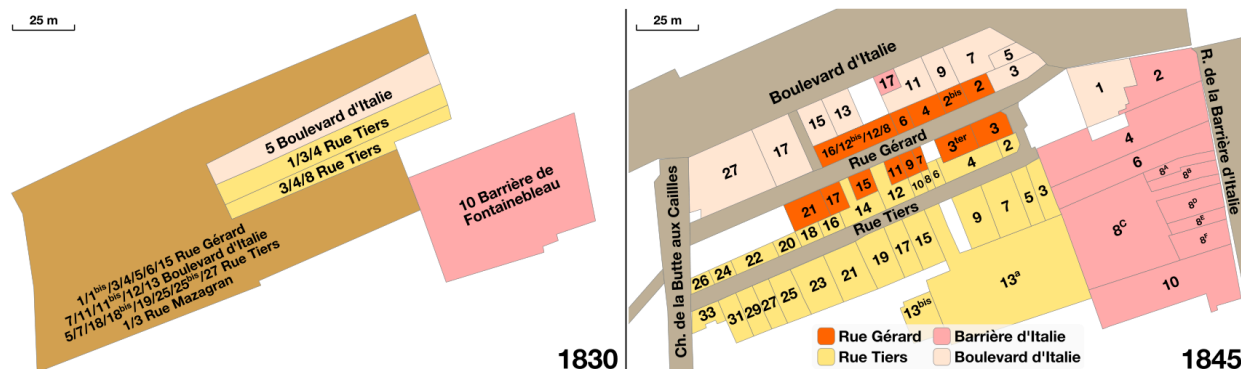 25 m
5 Boulevard d'Italie
1/3/4 Rue Tiers
3/4/8 Rue Tiers
10 Barrière de
Fontainebleau
1/1bis/3/4/5/6/15 Rue Gérard
7/11/11bis/12/13 Boulevard d'Italie
5/7/18/18bis/19/25/25bis/27 Rue Tiers
1/3 Rue Mazagran
1830
25 m
Boulevard d'Italie
R. de la Barrière d'Italie
Ch. de la Butte aux Cailles
27
17
15
13
17
11
9
7
5
3
1
2
16/12bis/12/8 6 4 2bis 2
Rue Gérard
21
17
15
11 9 7
3ter
3
4
6
8A
8B
8C
8D
8E
8F
10
26
24
22
20
18
16
14
12
10
8
6
4
2
Rue Tiers
33
31
29
27
25
23
21
19
17
15
9
7
5
3
13bis
13a
Rue Gérard
Rue Tiers
Barrière d'Italie
Boulevard d'Italie
1845